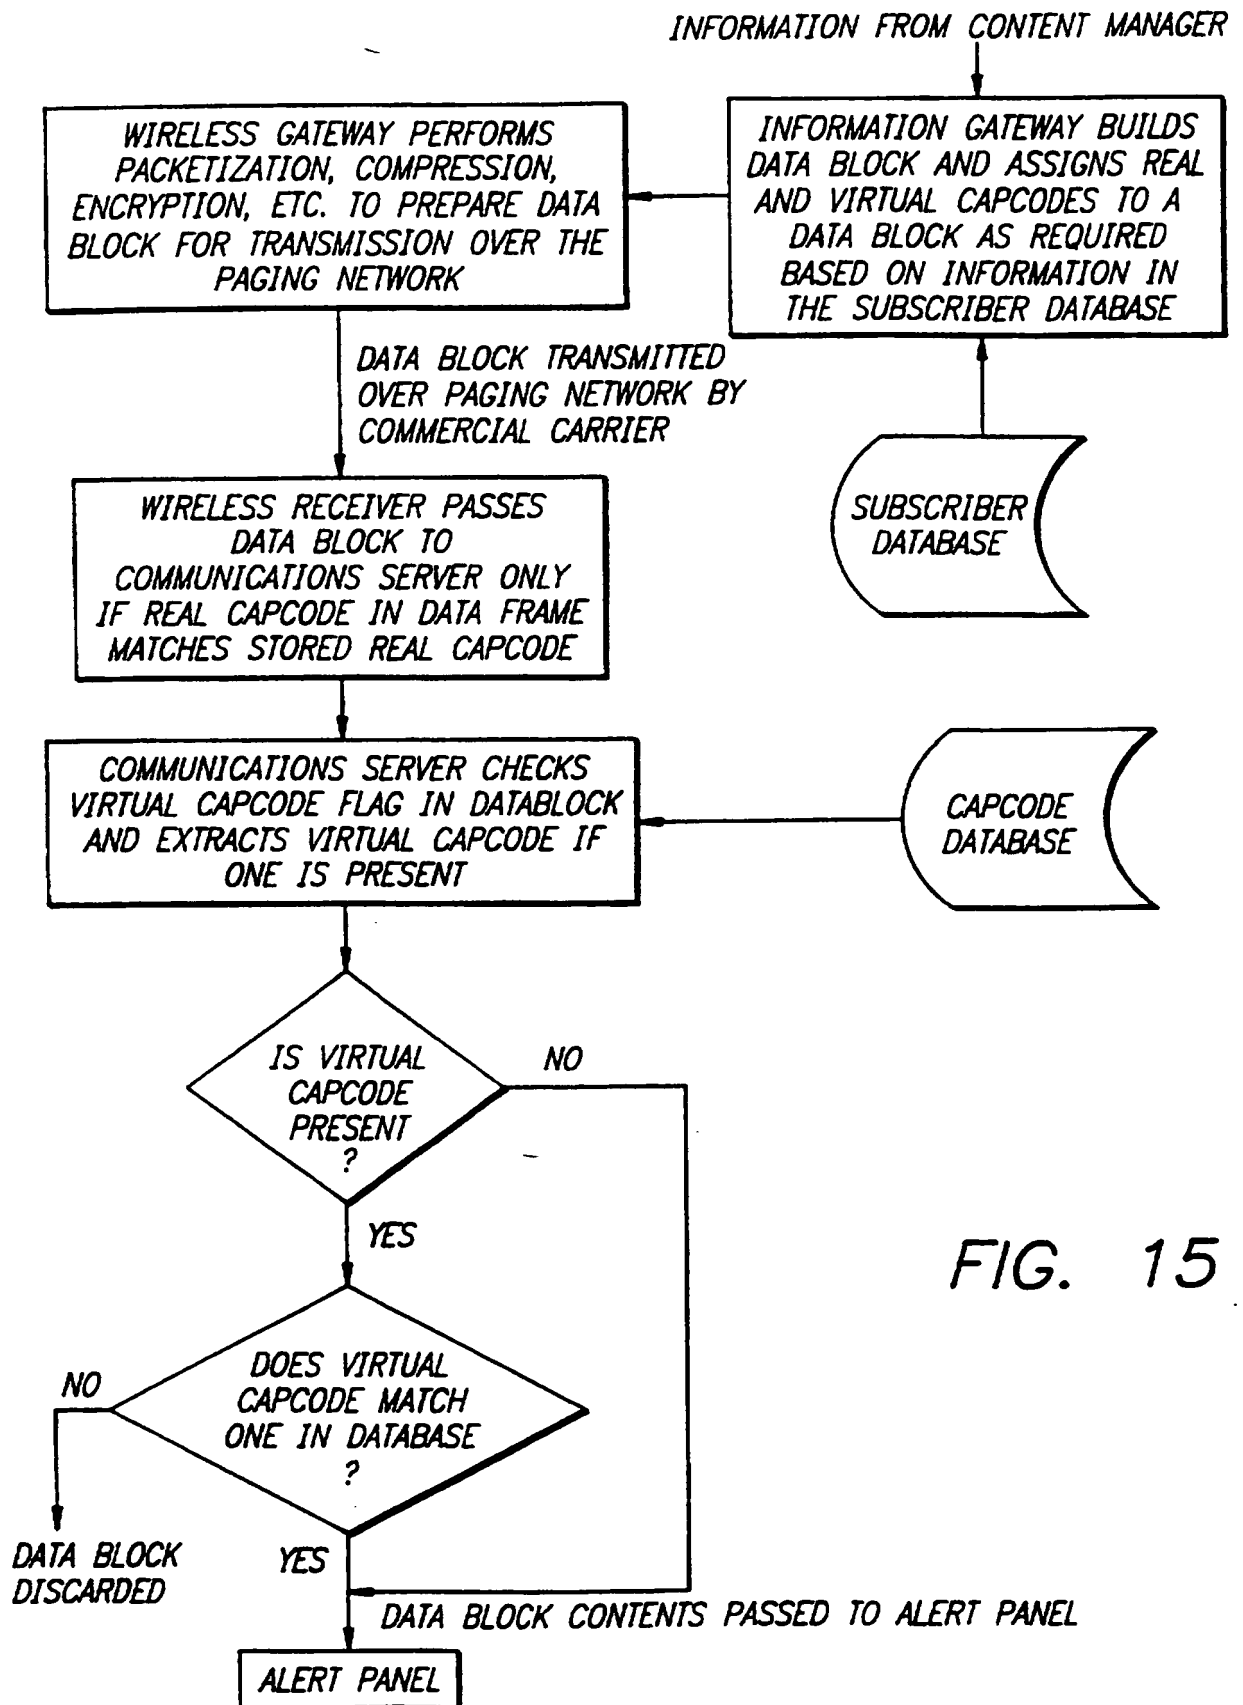 INFORMATION FROM CONTENT MANAGER
INFORMATION GATEWAY BUILDS
DATA BLOCK AND ASSIGNS REAL
AND VIRTUAL CAPCODES TO A
DATA BLOCK AS REQUIRED
BASED ON INFORMATION IN
THE SUBSCRIBER DATABASE
WIRELESS GATEWAY PERFORMS
PACKETIZATION, COMPRESSION,
ENCRYPTION, ETC. TO PREPARE DATA
BLOCK FOR TRANSMISSION OVER THE
PAGING NETWORK
DATA BLOCK TRANSMITTED
OVER PAGING NETWORK BY
COMMERCIAL CARRIER
SUBSCRIBER
DATABASE
WIRELESS RECEIVER PASSES
DATA BLOCK TO
COMMUNICATIONS SERVER ONLY
IF REAL CAPCODE IN DATA FRAME
MATCHES STORED REAL CAPCODE
COMMUNICATIONS SERVER CHECKS
VIRTUAL CAPCODE FLAG IN DATABLOCK
AND EXTRACTS VIRTUAL CAPCODE IF
ONE IS PRESENT
CAPCODE
DATABASE
IS VIRTUAL
CAPCODE
PRESENT
?
NO
YES
FIG. 15
DOES VIRTUAL
CAPCODE MATCH
ONE IN DATABASE
?
NO
DATA BLOCK
DISCARDED
YES
DATA BLOCK CONTENTS PASSED TO ALERT PANEL
ALERT PANEL